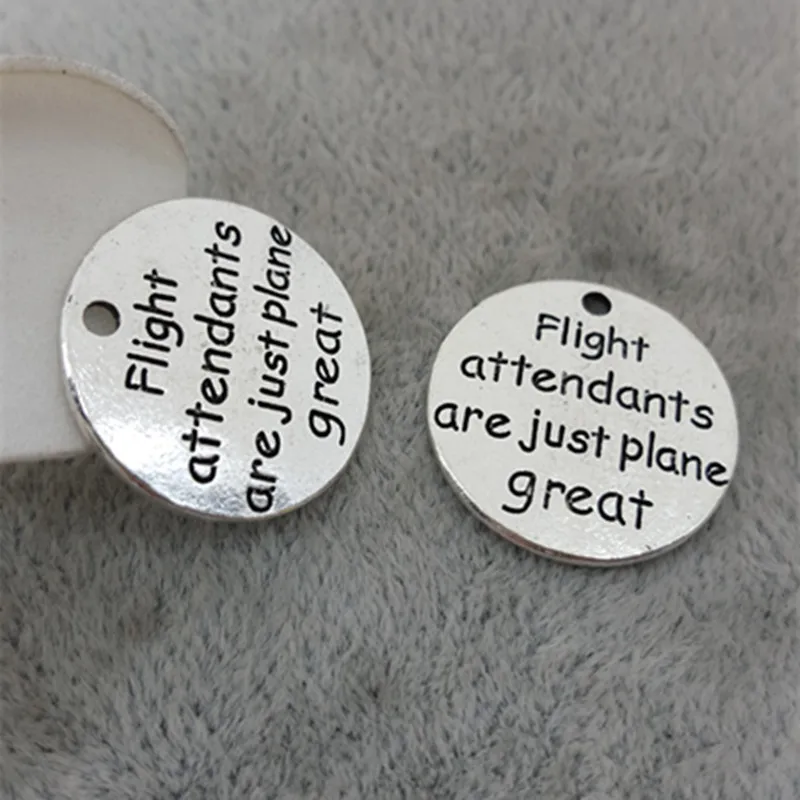 Flight
attendants
are just plane
great
Flight
attendants
are just plane
great